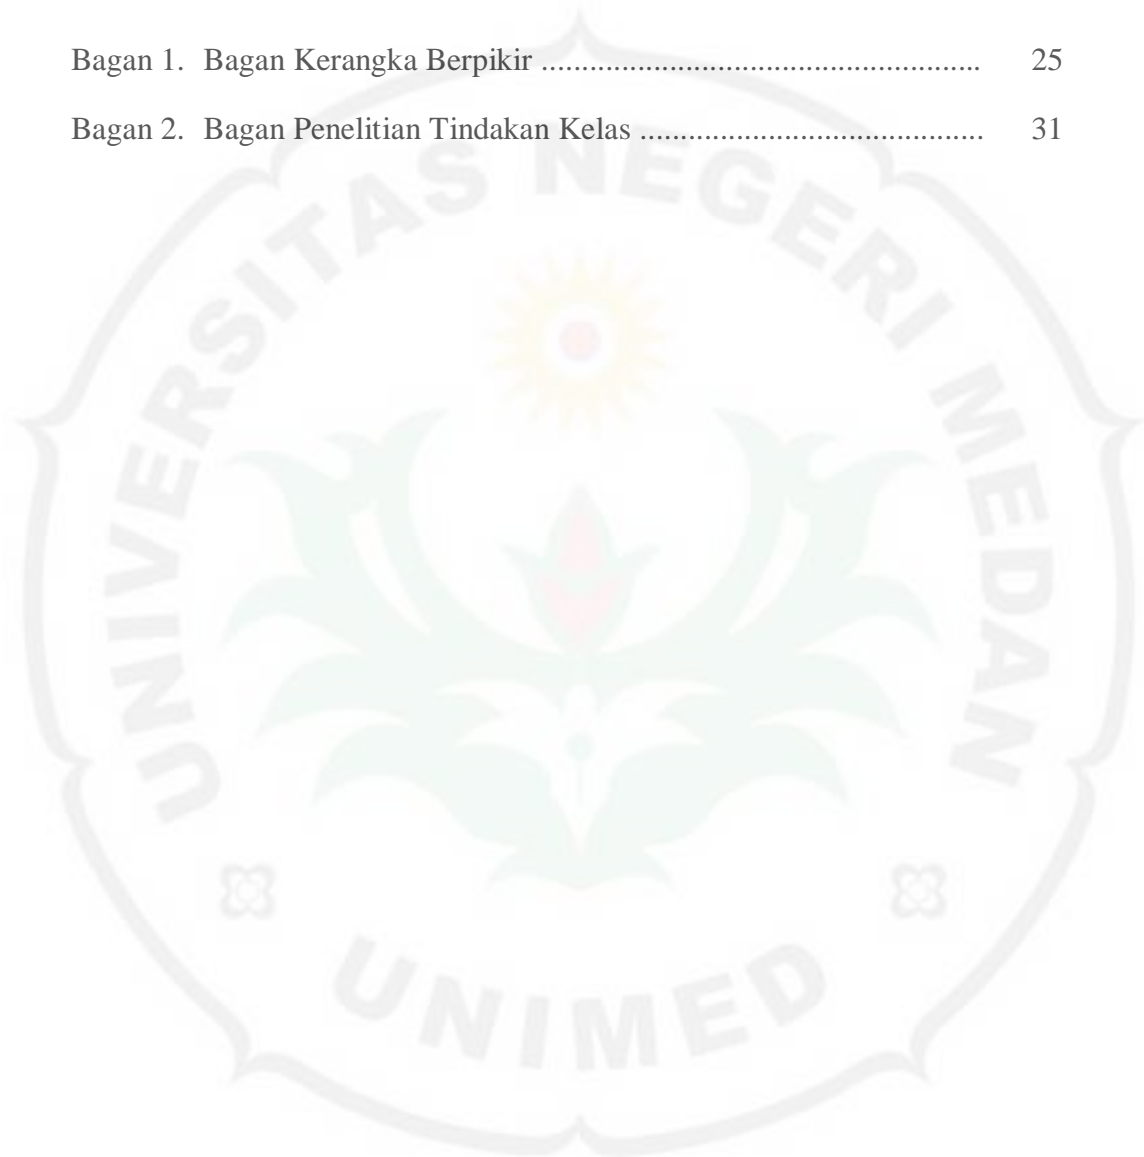 Bagan 1. Bagan Kerangka Berpikir ...................................................... 25
Bagan 2. Bagan Penelitian Tindakan Kelas .......................................... 31
UNIVERSITAS NEGERI MEDAN
UNIMED